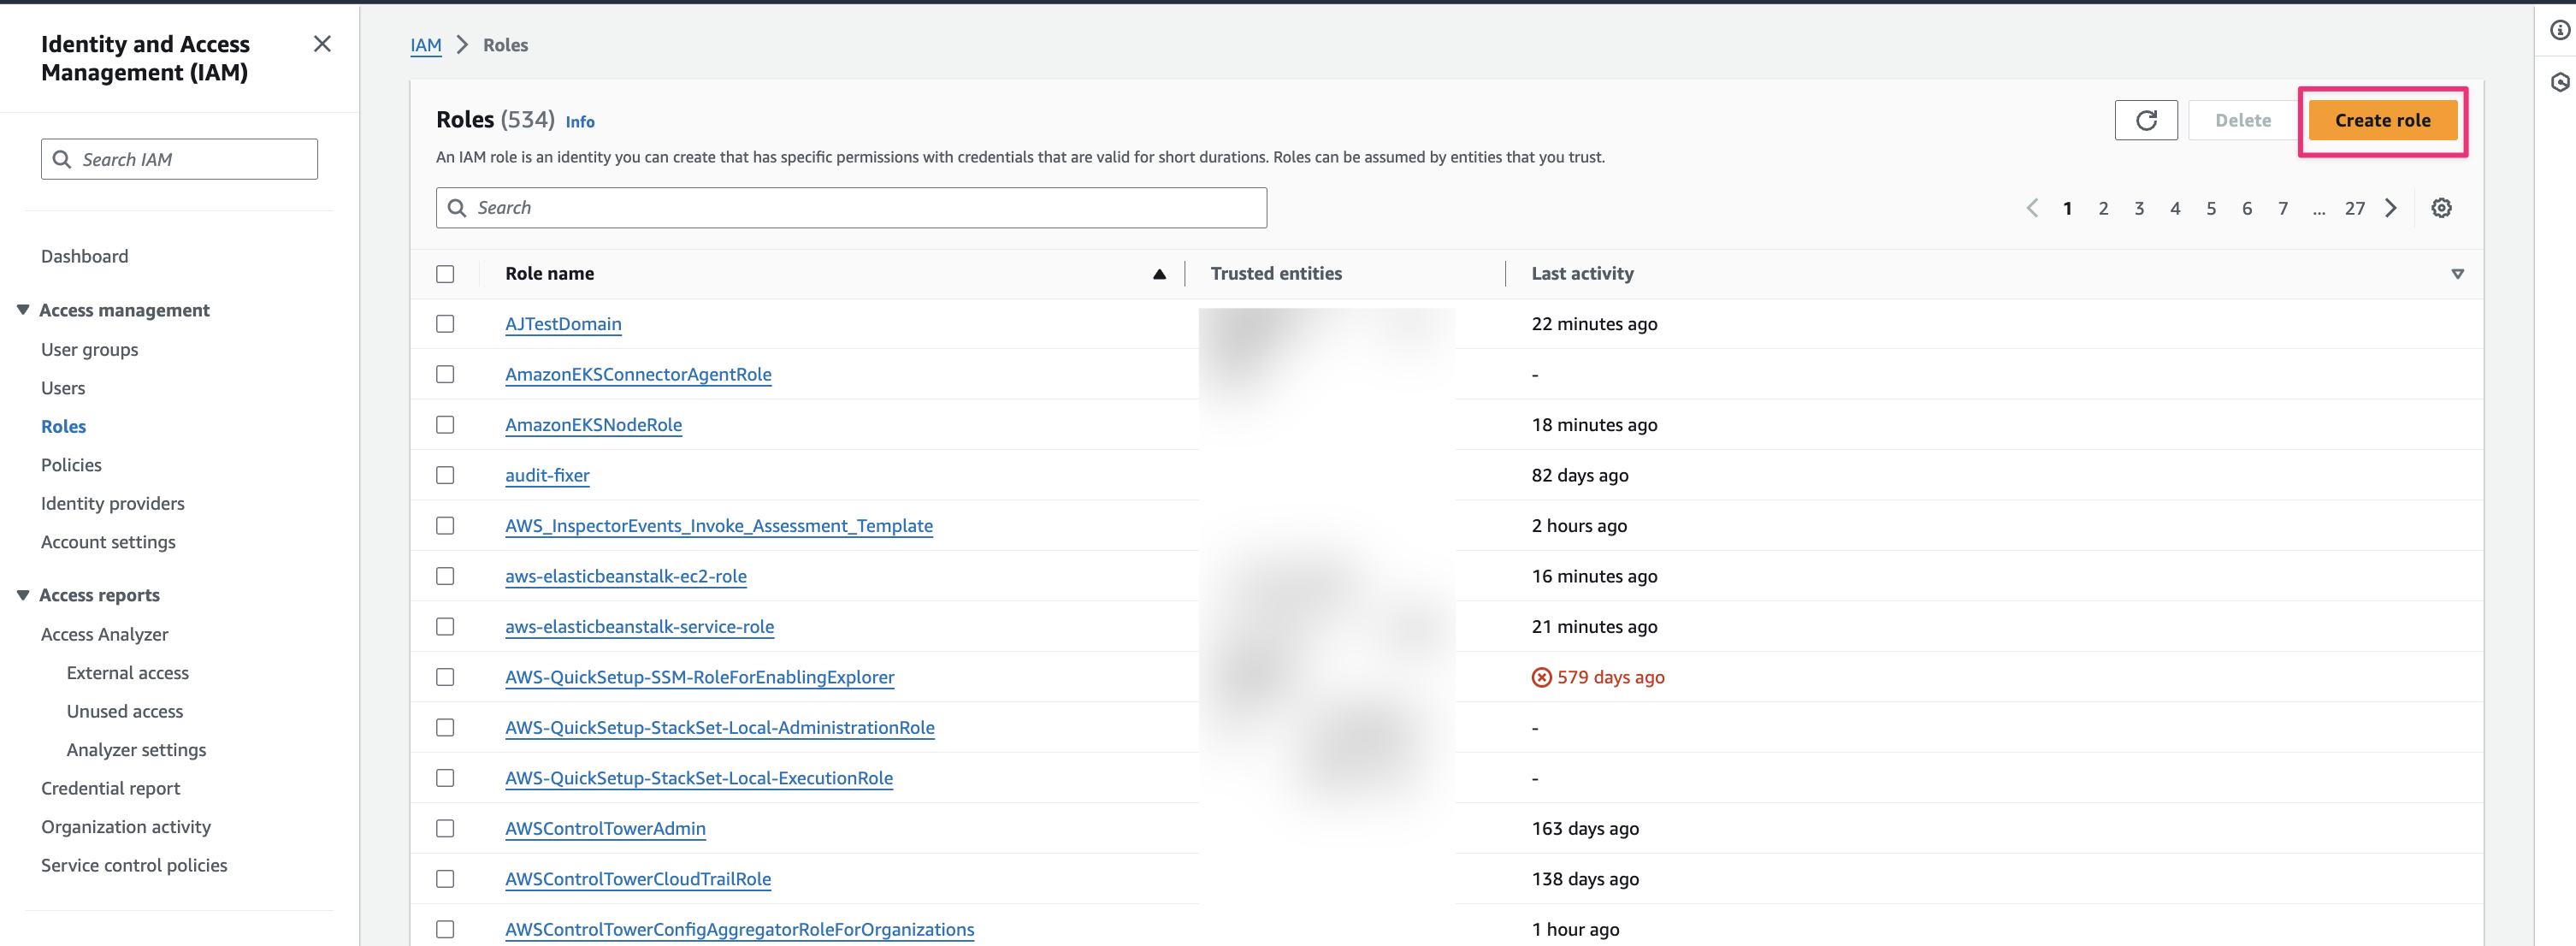 Identity and Access
Management (IAM)
Search IAM
Dashboard
Access management
User groups
Users
Roles
Policies
Identity providers
Account settings
Access reports
Access Analyzer
External access
Unused access
Analyzer settings
Credential report
Organization activity
Service control policies
IAM > Roles
Roles (534) Info
Delete
Create role
An IAM role is an identity you can create that has specific permissions with credentials that are valid for short durations. Roles can be assumed by entities that you trust.
Search
1 2 3 4 5 6 7 ... 27
Role name Trusted entities Last activity
AJTestDomain 22 minutes ago
AmazonEKSConnectorAgentRole -
AmazonEKSNodeRole 18 minutes ago
audit-fixer 82 days ago
AWS_InspectorEvents_Invoke_Assessment_Template 2 hours ago
aws-elasticbeanstalk-ec2-role 16 minutes ago
aws-elasticbeanstalk-service-role 21 minutes ago
AWS-QuickSetup-SSM-RoleForEnablingExplorer 579 days ago
AWS-QuickSetup-StackSet-Local-AdministrationRole -
AWS-QuickSetup-StackSet-Local-ExecutionRole -
AWSControlTowerAdmin 163 days ago
AWSControlTowerCloudTrailRole 138 days ago
AWSControlTowerConfigAggregatorRoleForOrganizations 1 hour ago